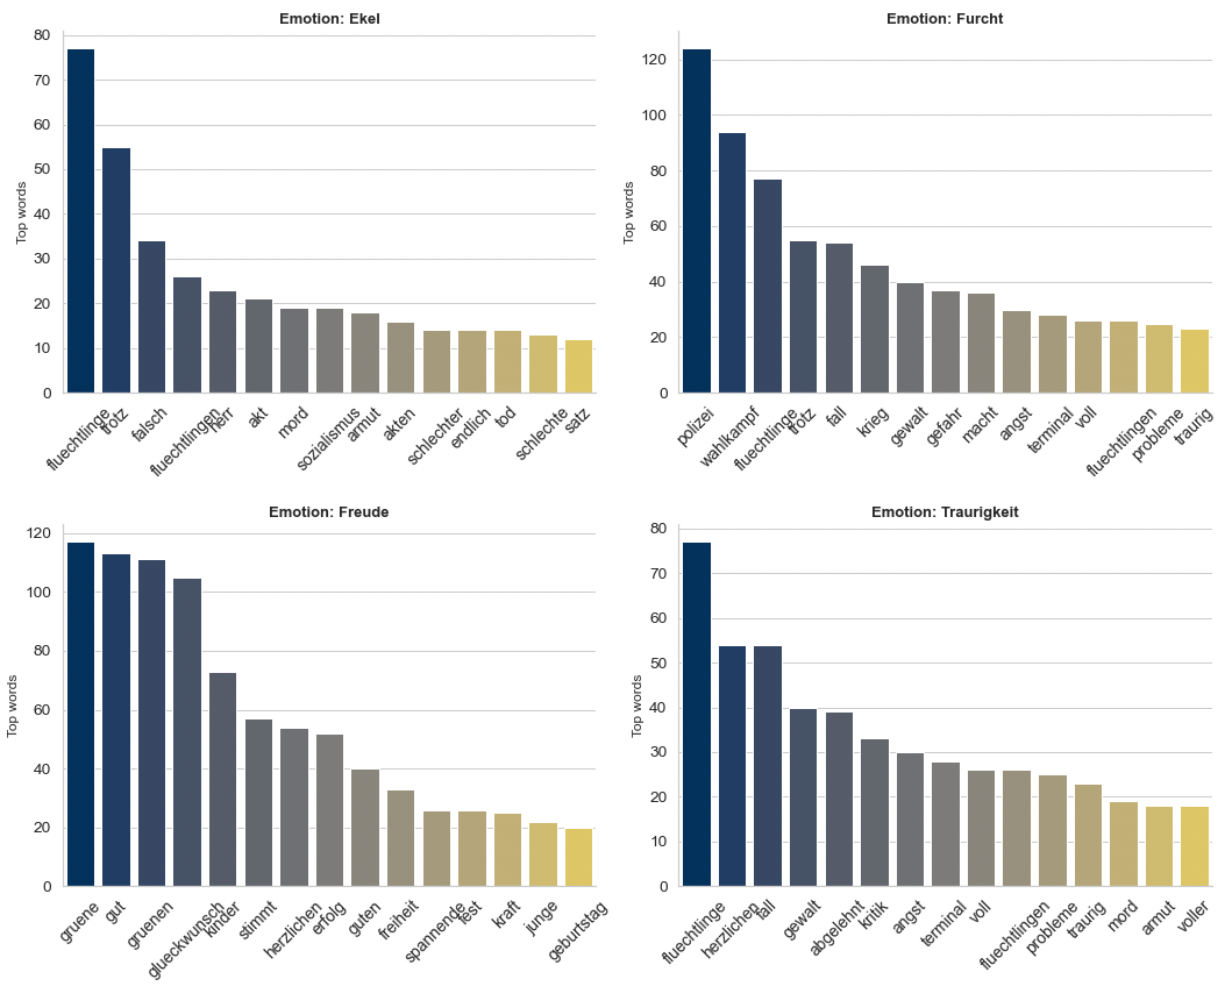 Emotion: Ekel
80
70
60
50
40
30
20
10
0
Top words
fluechtlinge
trotz
falsch
fluechtlingen
herr
akt
mord
sozialismus
armut
akten
schlechter
endlich
tod
schlechte
satz
Emotion: Furcht
120
100
80
60
40
20
0
Top words
polizei
wahlkampf
fluechtlinge
trotz
fall
krieg
gewalt
gefahr
macht
angst
terminal
voll
fluechtlingen
probleme
traurig
Emotion: Freude
120
100
80
60
40
20
0
Top words
gruene
gut
gruenen
glueckwunsch
kinder
stimmt
herzlichen
erfolg
guten
freiheit
spannende
fest
kraft
junge
geburtstag
Emotion: Traurigkeit
80
70
60
50
40
30
20
10
0
Top words
fluechtlinge
herzlichen
fall
gewalt
abgelehnt
kritik
angst
terminal
voll
fluechtlingen
probleme
traurig
mord
armut
voller